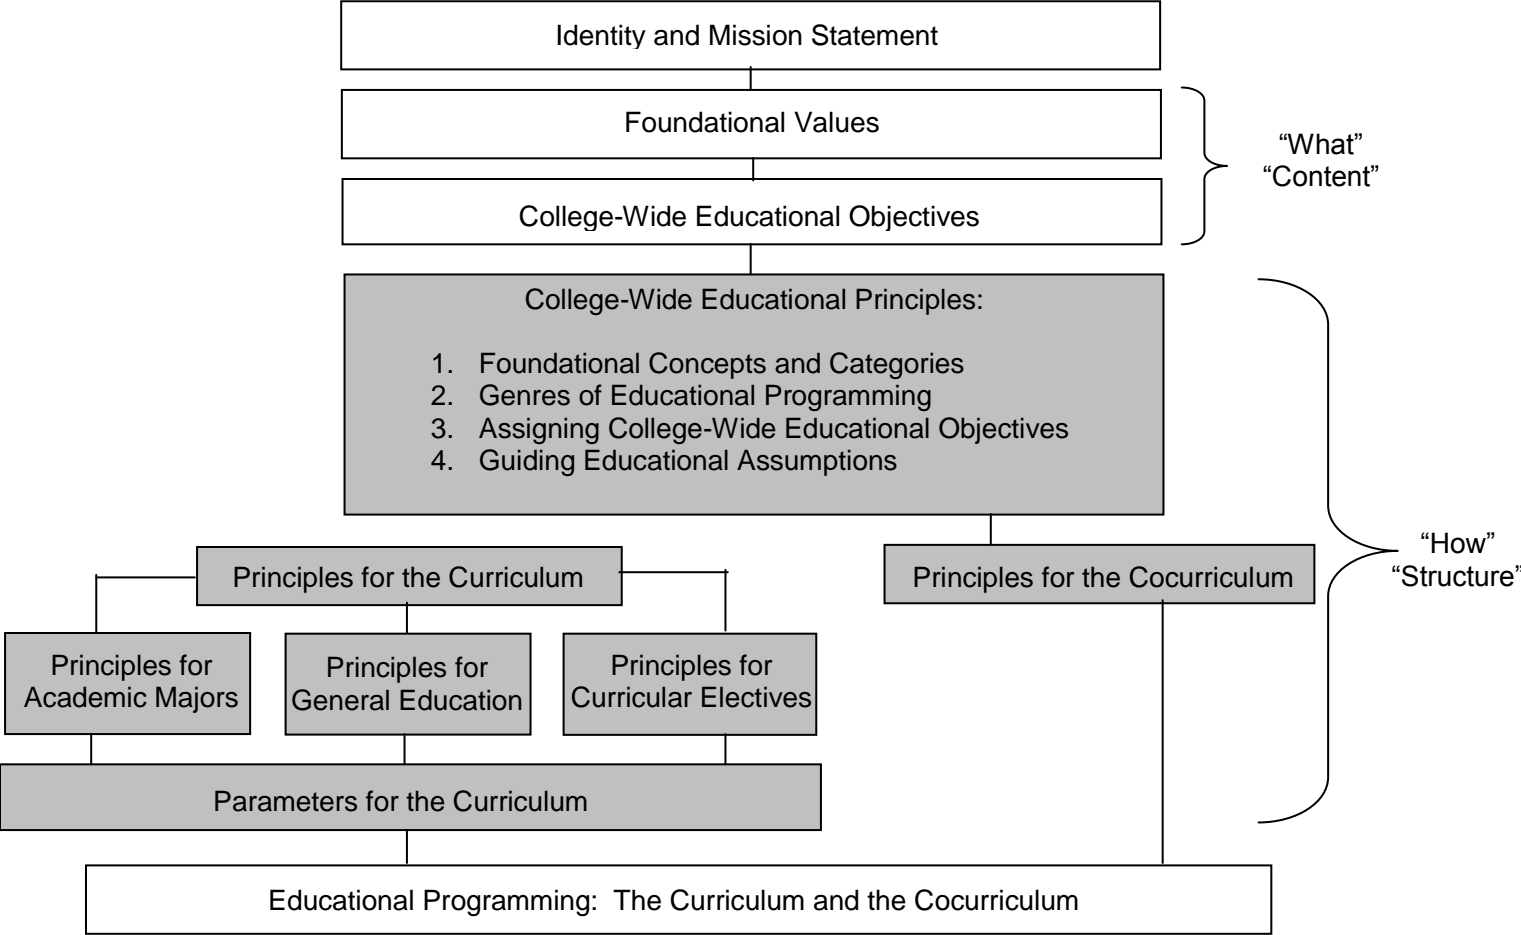 Identity and Mission Statement
Foundational Values
“What”
“Content”
College-Wide Educational Objectives
College-Wide Educational Principles:
1. Foundational Concepts and Categories
2. Genres of Educational Programming
3. Assigning College-Wide Educational Objectives
4. Guiding Educational Assumptions
“How”
“Structure”
Principles for the Curriculum
Principles for the Cocurriculum
Principles for
Academic Majors
Principles for
General Education
Principles for
Curricular Electives
Parameters for the Curriculum
Educational Programming:  The Curriculum and the Cocurriculum